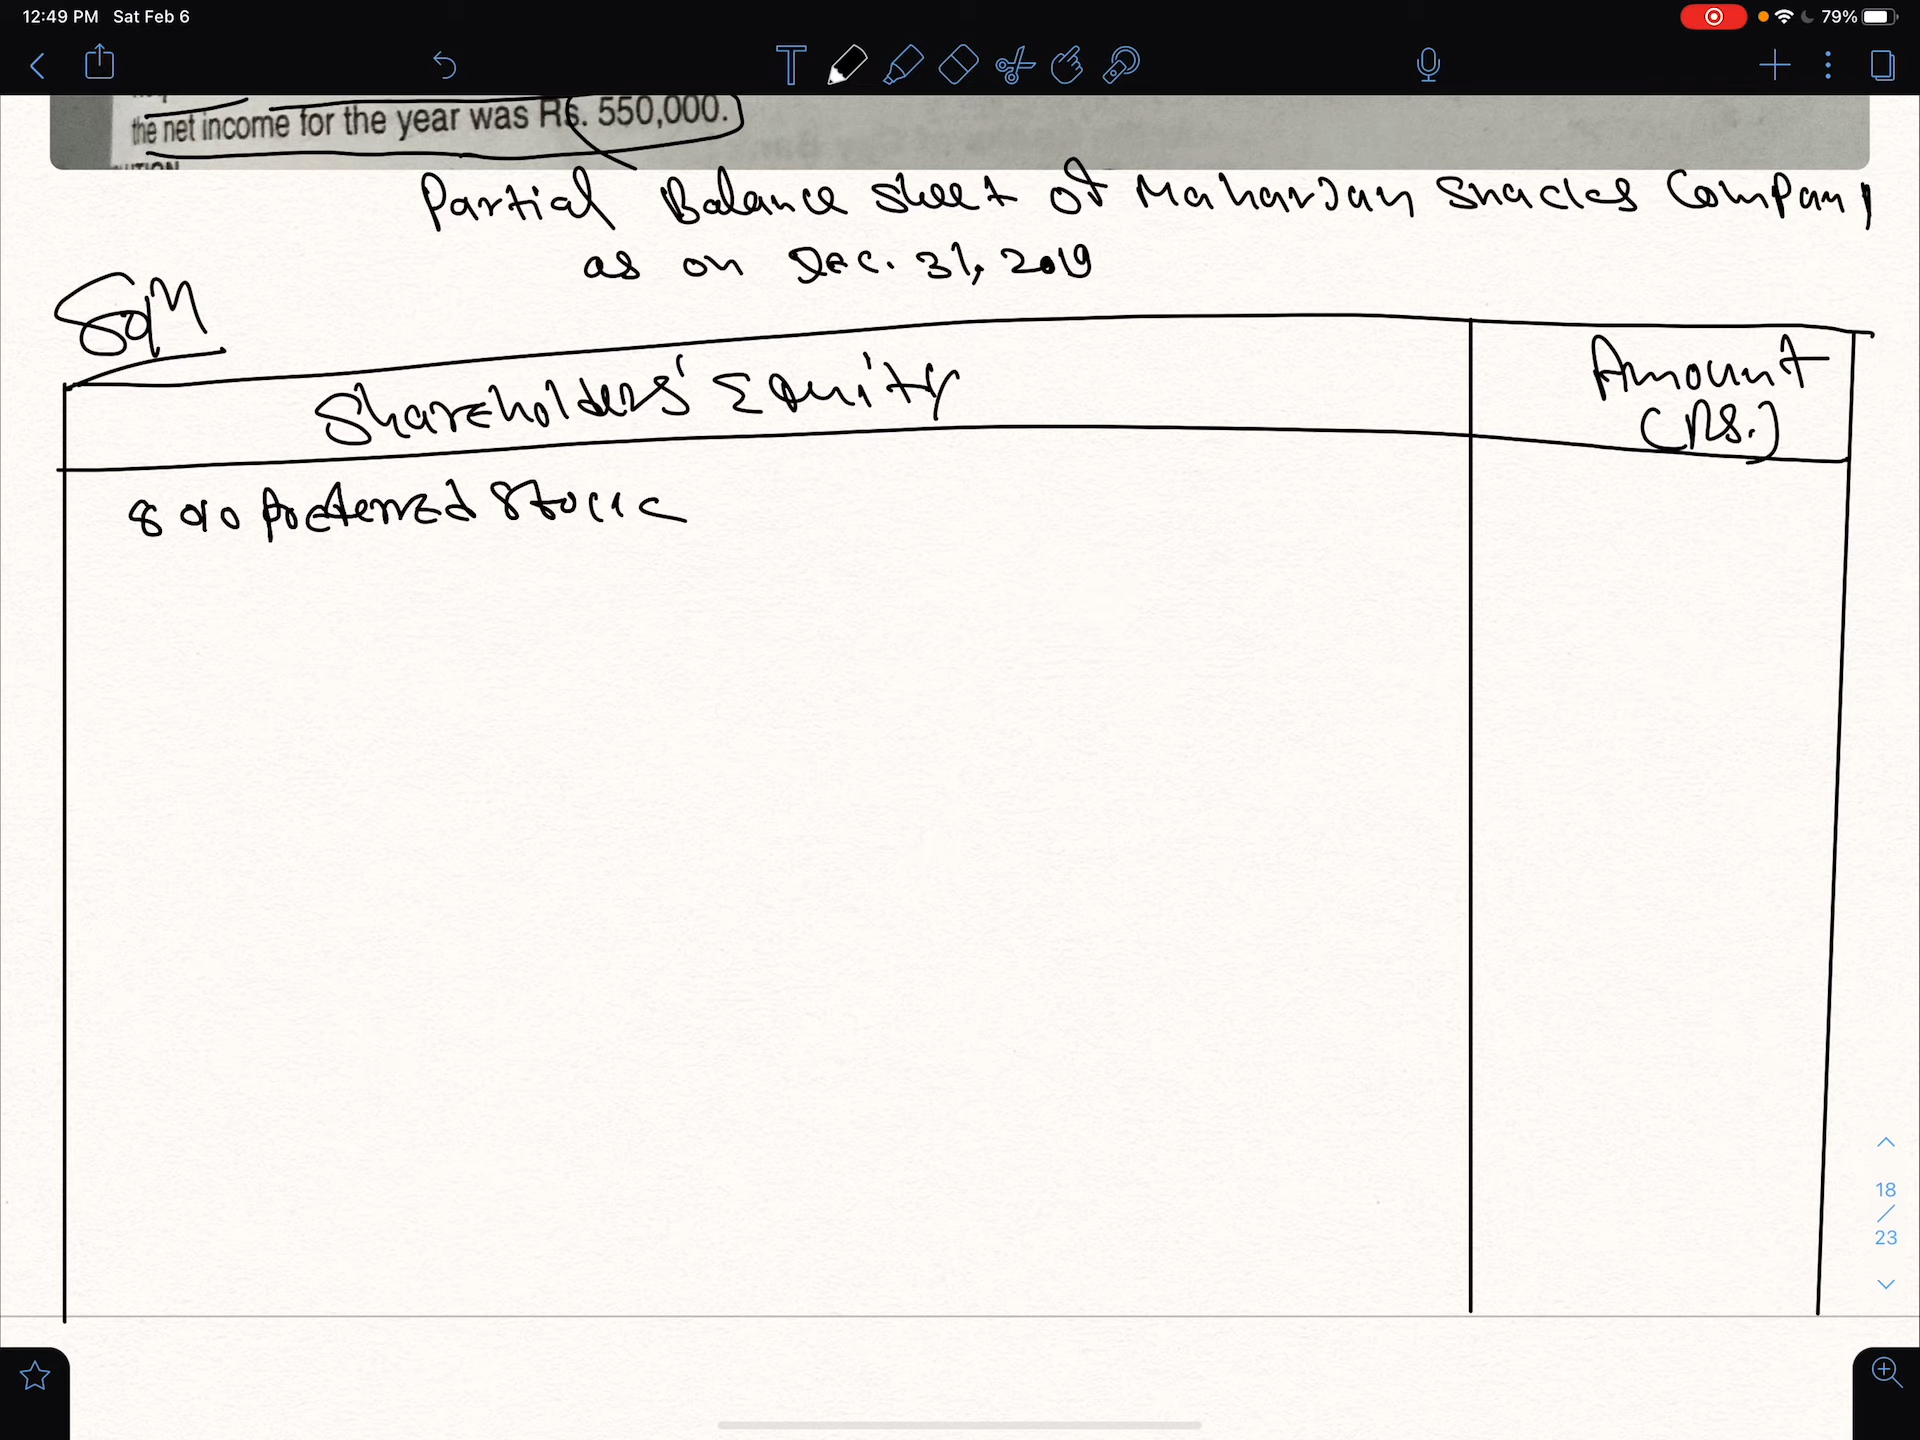 12:49 PM Sat Feb 6
79%
the net income for the year was Rs. 550,000.
Partial Balance Sheet of Maharjan Snacks Company
as on Dec. 31, 2019
Soln
Shareholders' Equity
Amount
(Rs.)
8% Preferred Stock
18
/
23